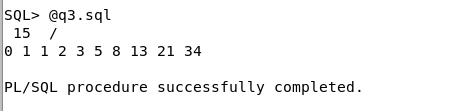 SQL> @q3.sql
 15  /
0 1 1 2 3 5 8 13 21 34

PL/SQL procedure successfully completed.